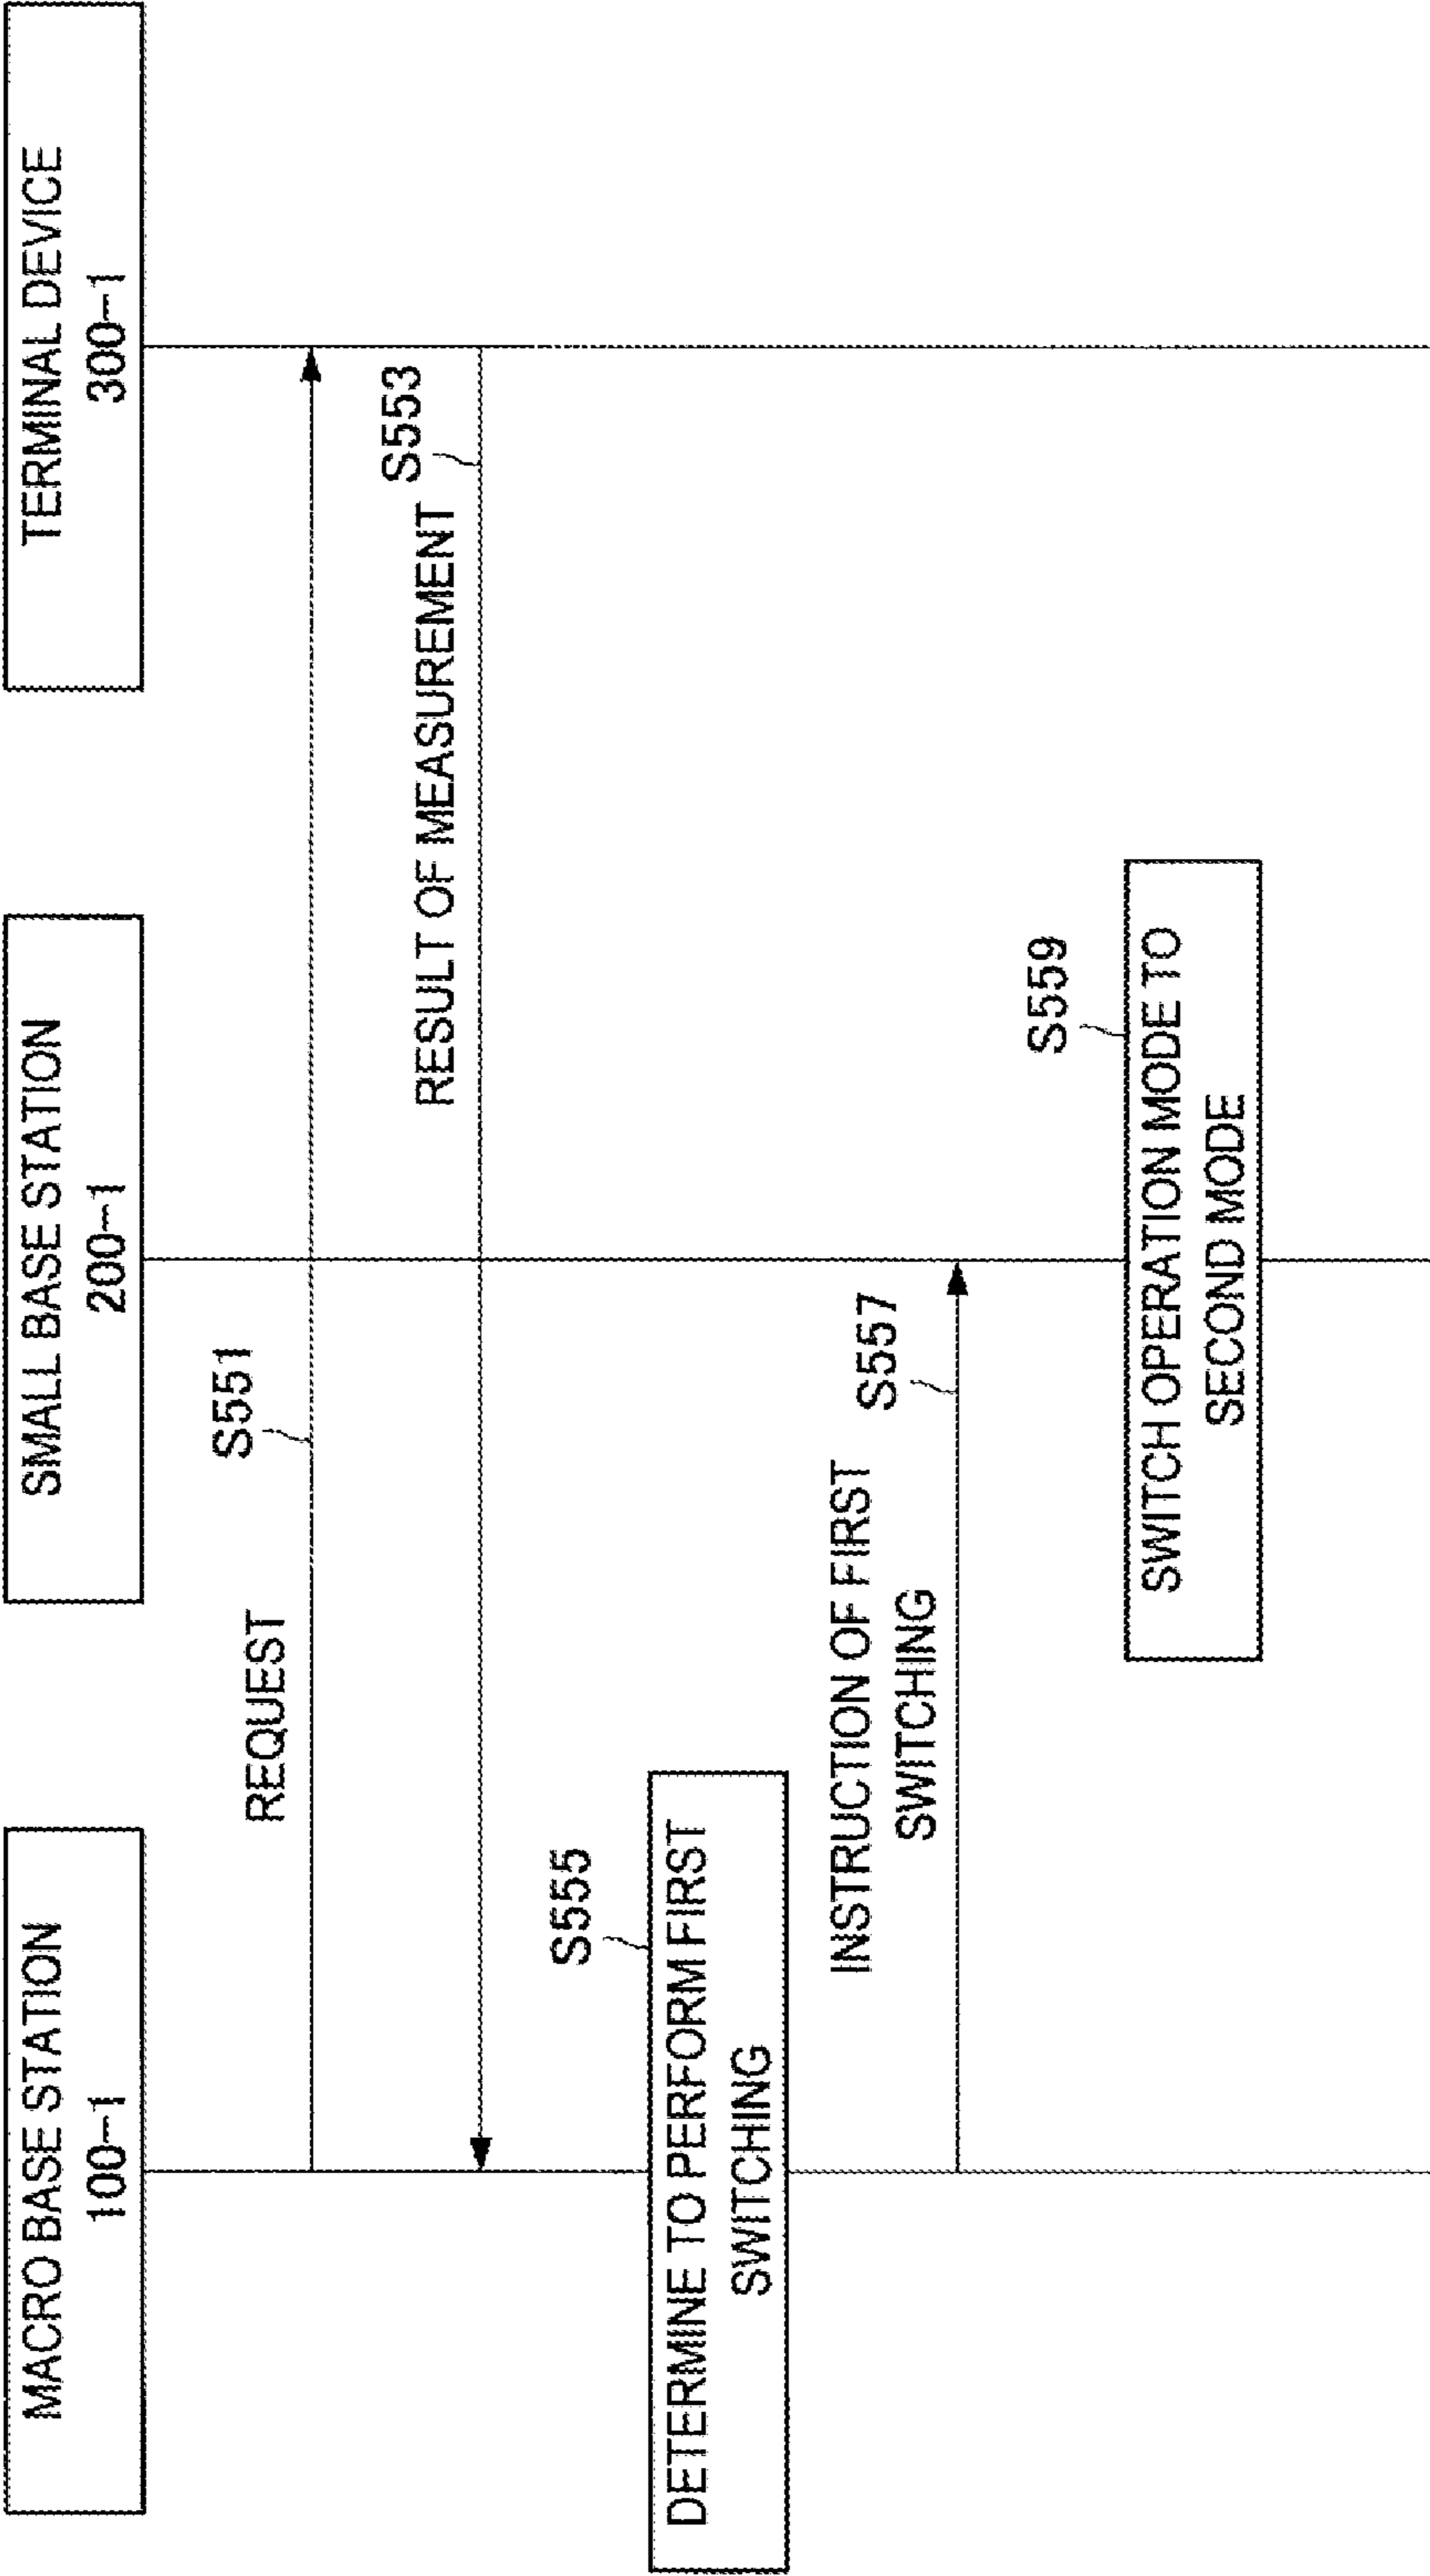 MACRO BASE STATION
100-1
SMALL BASE STATION
200-1
TERMINAL DEVICE
300-1
S551
REQUEST
S553
RESULT OF MEASUREMENT
S555
DETERMINE TO PERFORM FIRST
SWITCHING
S557
INSTRUCTION OF FIRST
SWITCHING
S559
SWITCH OPERATION MODE TO
SECOND MODE